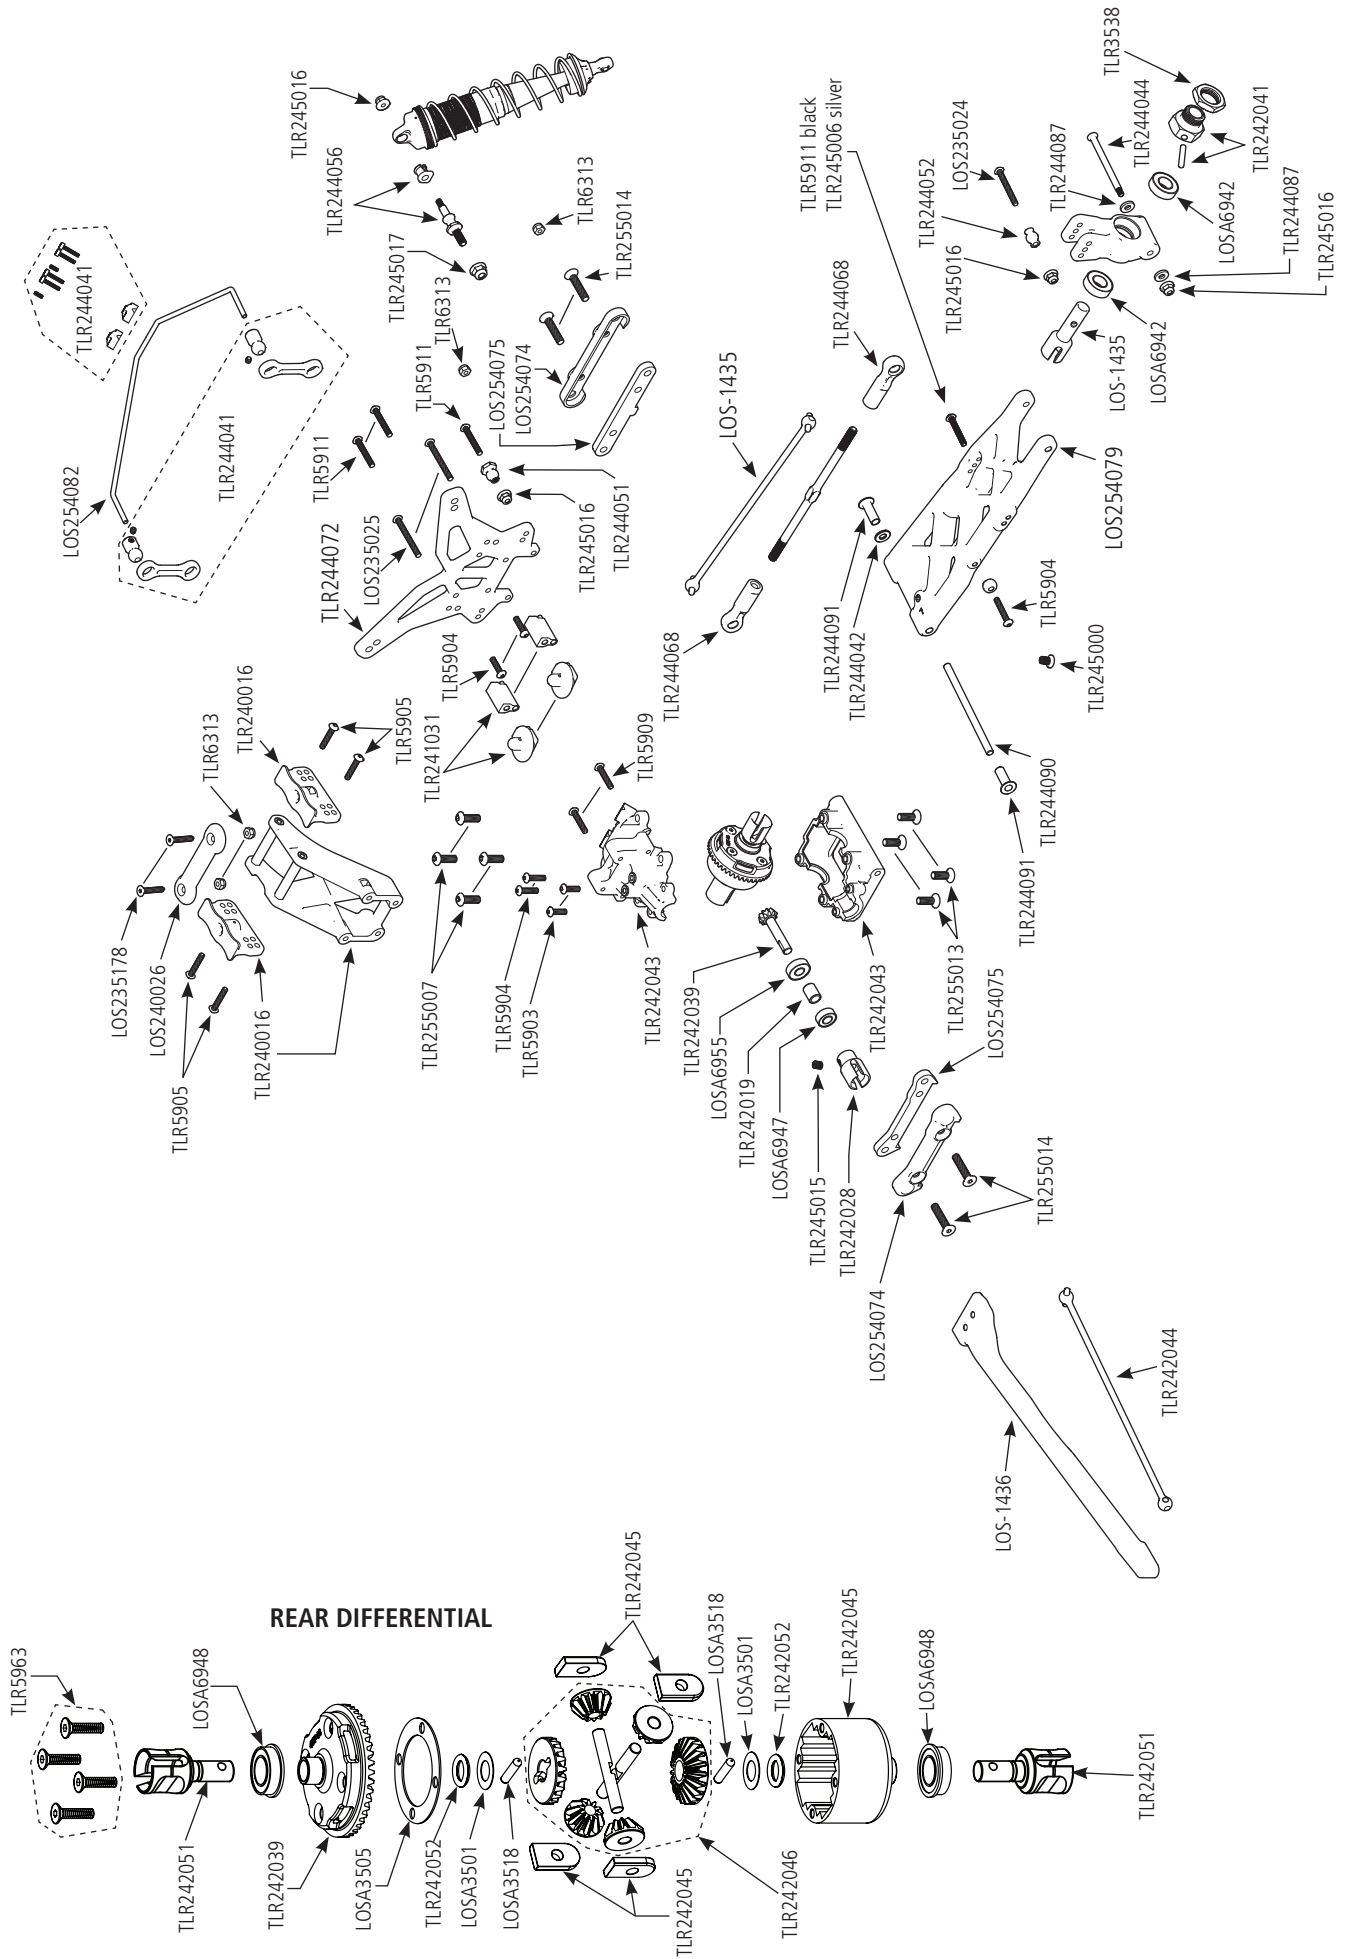 TLR245016
TLR244056
TLR245017
TLR6313
TLR255014
TLR6313
TLR5911
LOS254075
LOS254074
TLR244041
TLR244041
LOS254082
TLR5911
LOS235025
TLR244072
TLR245016
TLR244051
TLR3538
TLR244044
TLR242041
TLR244087
LOSA6942
TLR244087
TLR245016
LOS235024
TLR244052
TLR245016
LOS-1435
LOSA6942
TLR5911 black
TLR245006 silver
TLR244068
LOS-1435
TLR244068
TLR244091
TLR244042
LOS254079
TLR5904
TLR245000
TLR244090
TLR244091
TLR240016
TLR6313
TLR5905
TLR5904
TLR241031
TLR5909
LOS235178
LOS240026
TLR5905
TLR240016
TLR255007
TLR5904
TLR5903
TLR242043
TLR242039
LOSA6955
TLR242019
LOSA6947
TLR245015
TLR242028
TLR242043
TLR255013
LOS254075
LOS254074
TLR255014
LOS-1436
TLR242044
REAR DIFFERENTIAL
TLR5963
LOSA6948
TLR242051
TLR242039
LOSA3505
TLR242052
LOSA3501
LOSA3518
TLR242045
TLR242045
TLR242046
LOSA3518
LOSA3501
TLR242052
TLR242045
LOSA6948
TLR242051